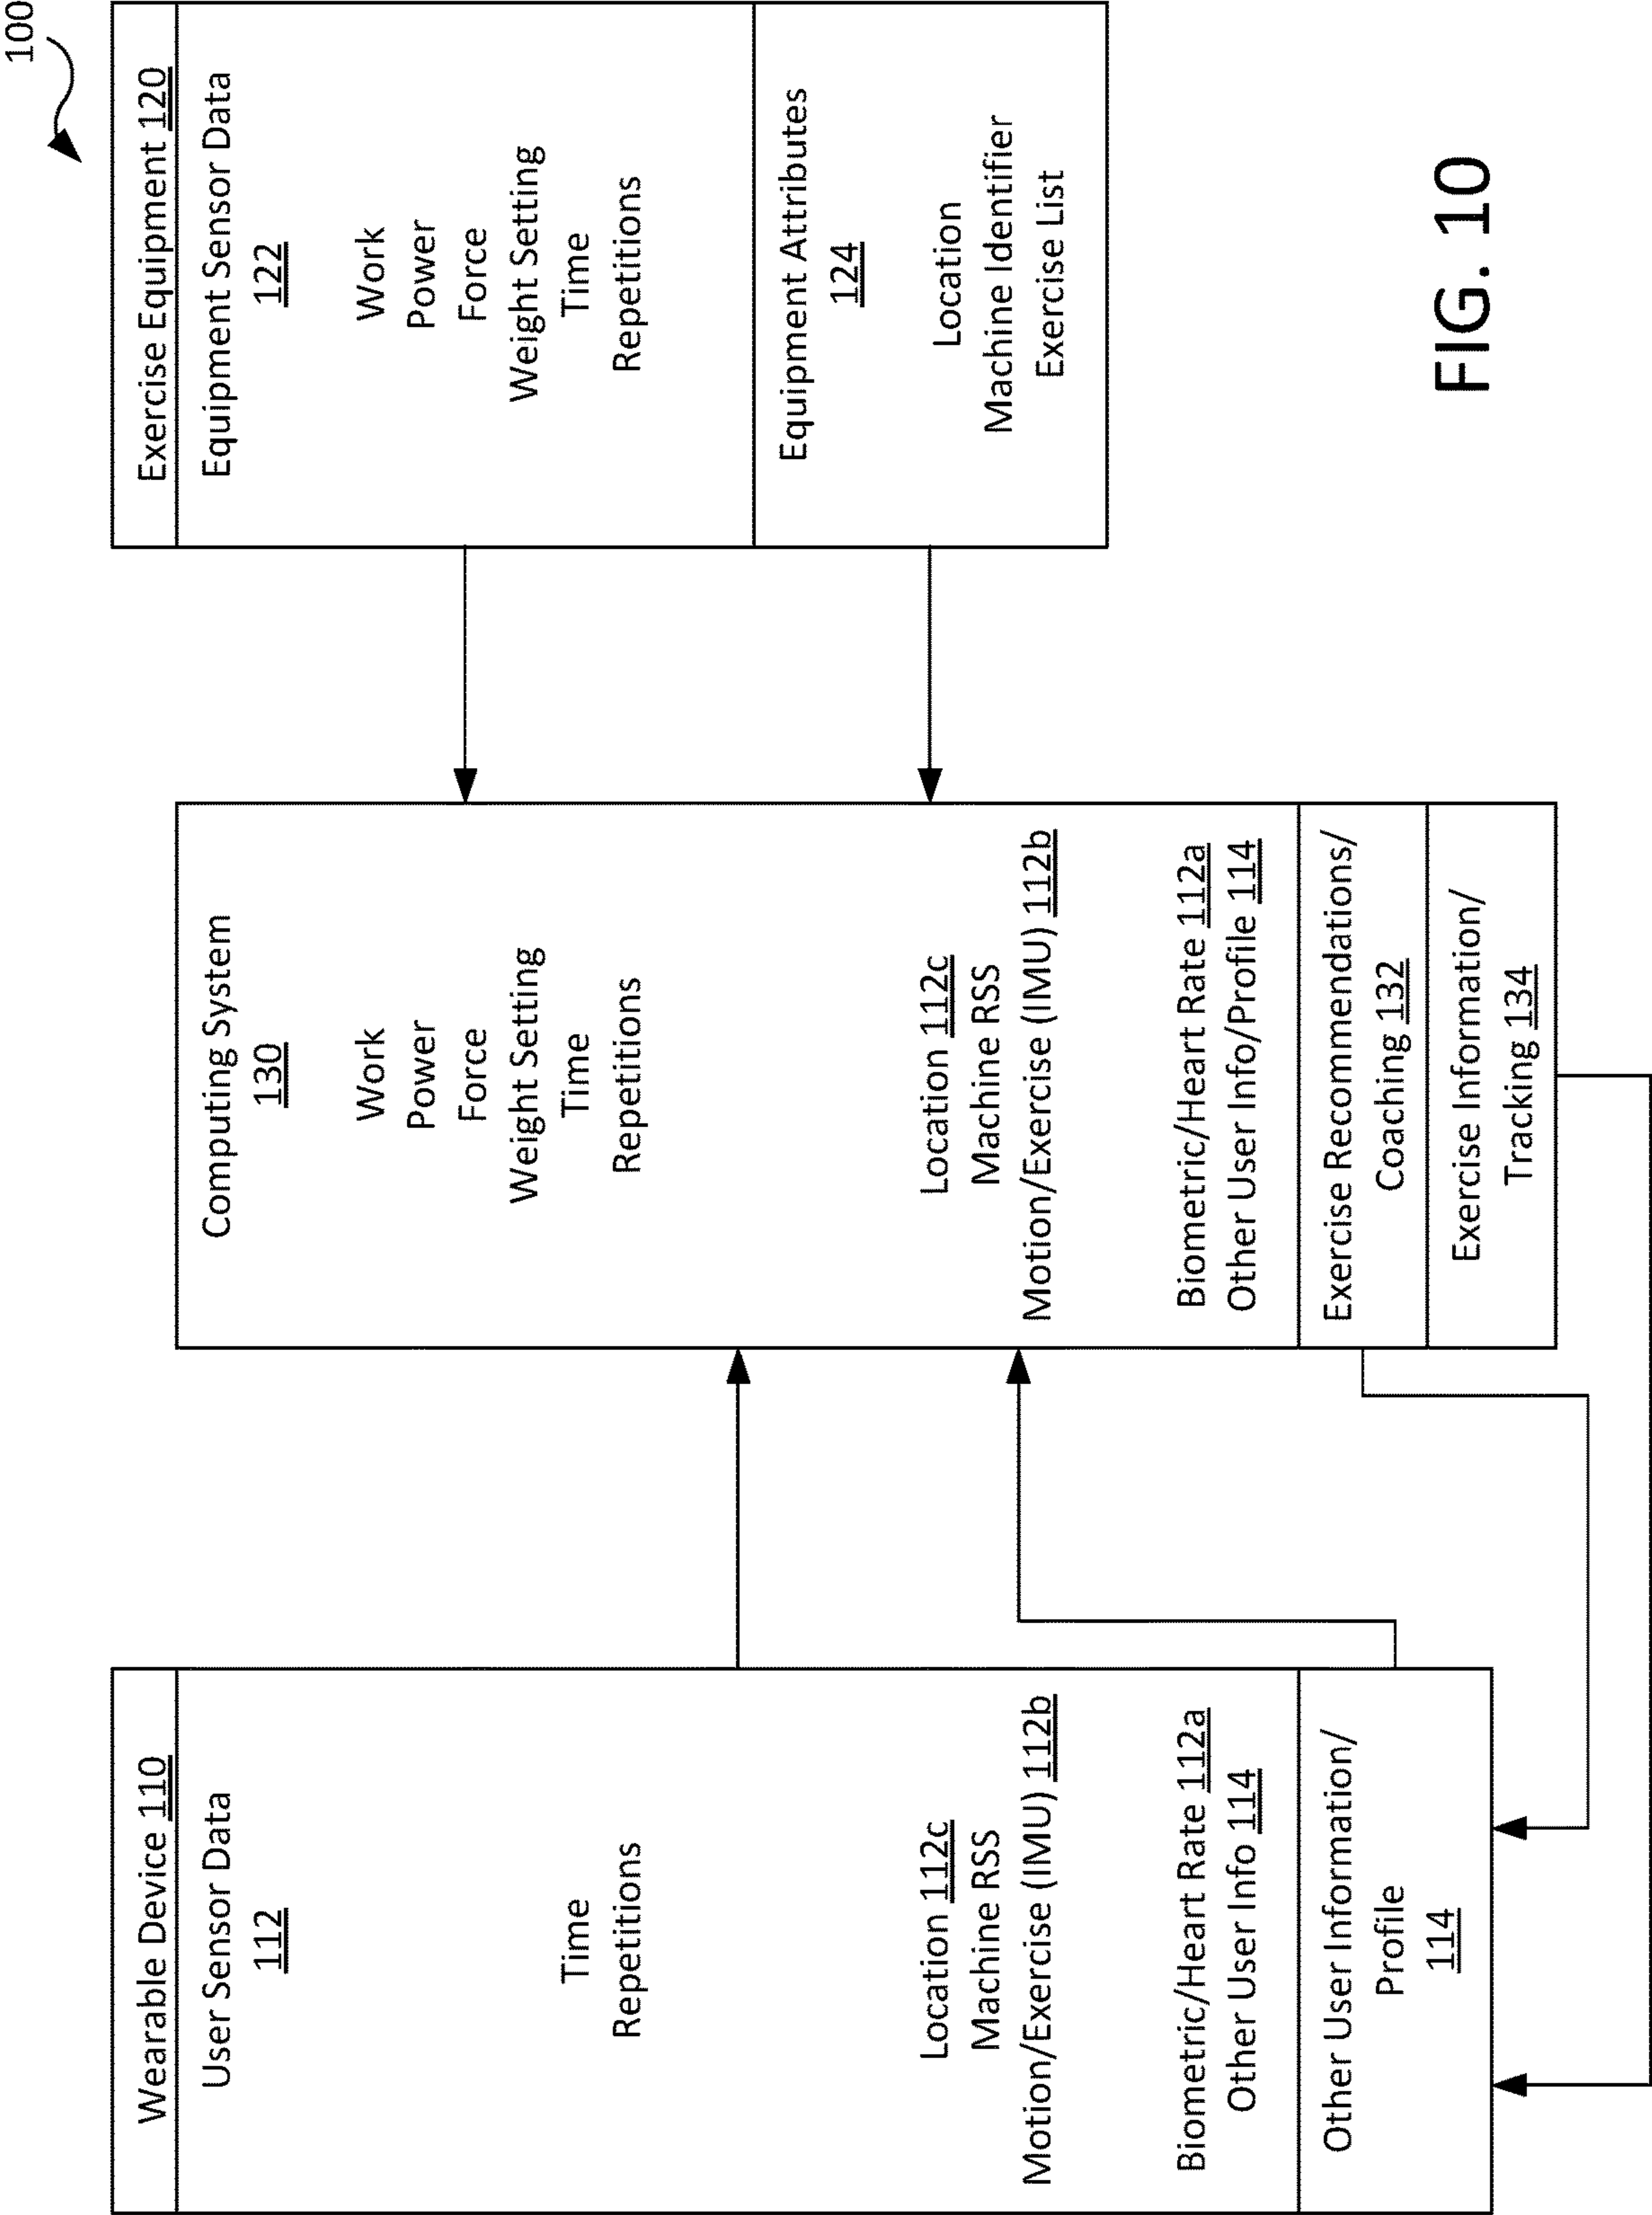 100
Wearable Device 110
User Sensor Data
112
Time
Repetitions
Location 112c
Machine RSS
Motion/Exercise (IMU) 112b
Biometric/Heart Rate 112a
Other User Info 114
Other User Information/
Profile
114
Computing System
130
Work
Power
Force
Weight Setting
Time
Repetitions
Location 112c
Machine RSS
Motion/Exercise (IMU) 112b
Biometric/Heart Rate 112a
Other User Info/Profile 114
Exercise Recommendations/
Coaching 132
Exercise Information/
Tracking 134
Exercise Equipment 120
Equipment Sensor Data
122
Work
Power
Force
Weight Setting
Time
Repetitions
Equipment Attributes
124
Location
Machine Identifier
Exercise List
FIG. 10